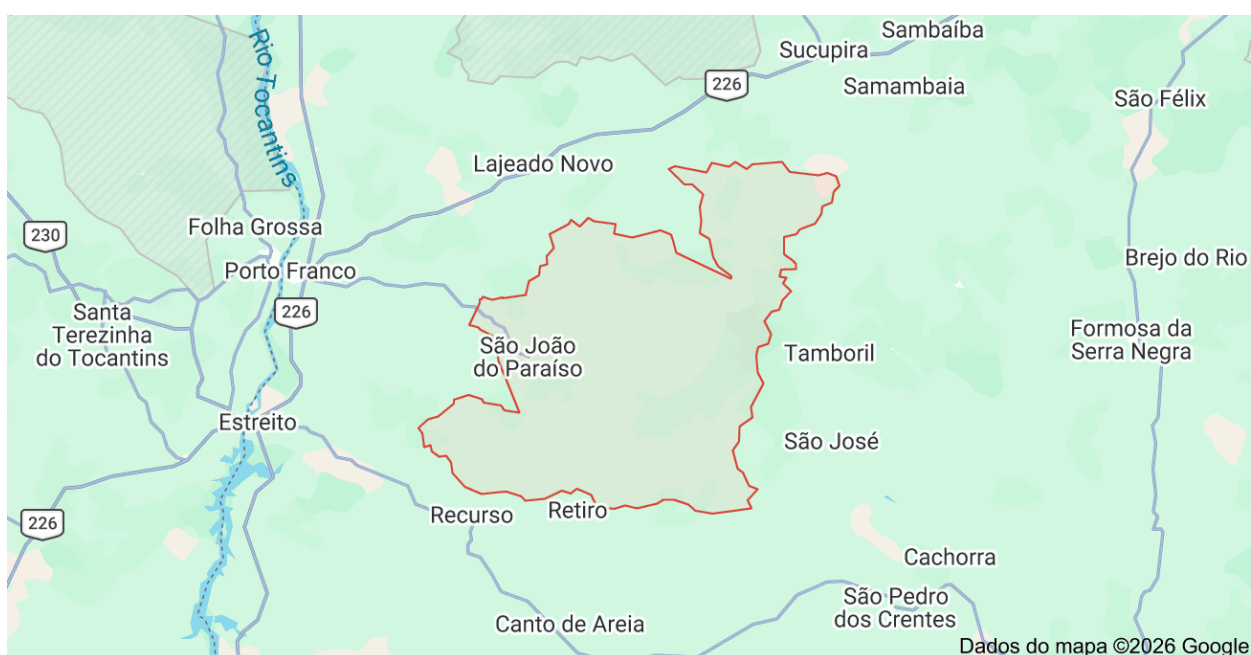 Rio Tocantins
Sambaíba
Sucupira
226
Samambaia
São Félix
Lajeado Novo
Folha Grossa
230
Brejo do Rio
Porto Franco
226
Santa
Terezinha
do Tocantins
São João
do Paraíso
Formosa da
Serra Negra
Tamboril
Estreito
São José
Recurso
Retiro
226
Cachorra
São Pedro
dos Crentes
Canto de Areia
Dados do mapa ©2026 Google